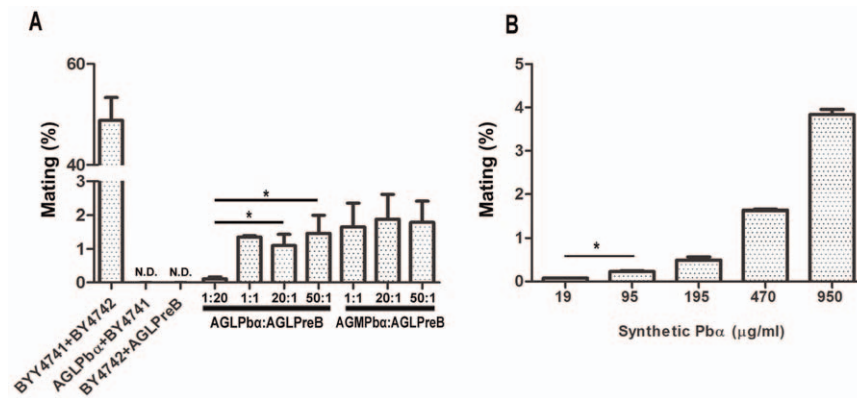 A
Mating (%)
60
40
3
2
1
0
*
*
N.D.
N.D.
BYY4741+BY4742
AGLPbα+BY4741
BY4742+AGLPreB
1:20 1:1 20:1 50:1 1:1 20:1 50:1
AGLPbα:AGLPreB AGMPbα:AGLPreB
B
Mating (%)
5
4
3
2
1
0
*
19 95 195 470 950
Synthetic Pbα (μg/ml)